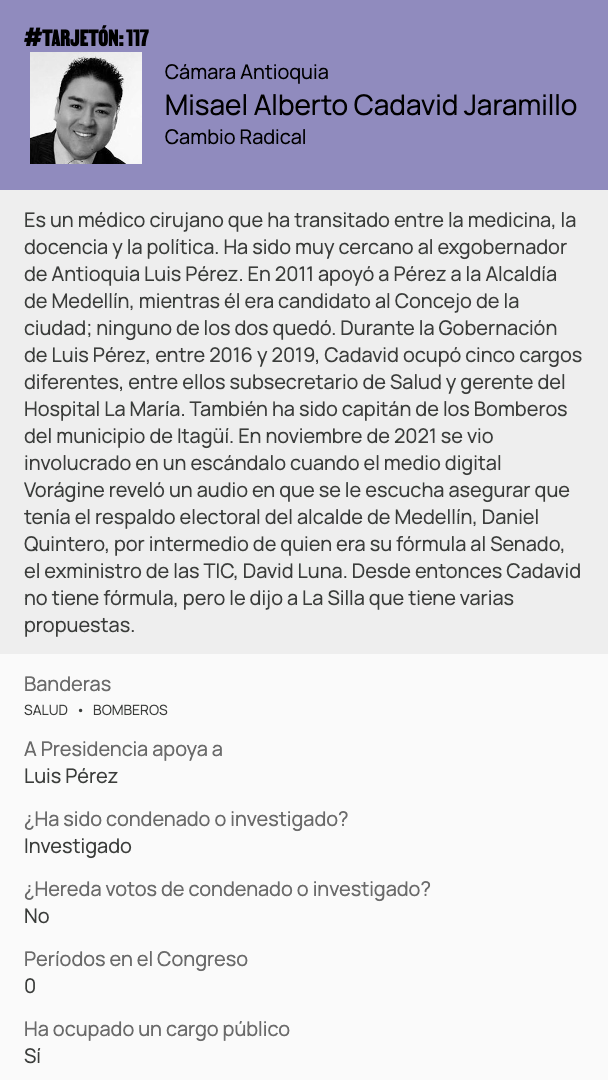 #TARJETÓN: 117
Cámara Antioquia
Misael Alberto Cadavid Jaramillo
Cambio Radical
Es un médico cirujano que ha transitado entre la medicina, la
docencia y la política. Ha sido muy cercano al exgobernador
de Antioquia Luis Pérez. En 2011 apoyó a Pérez a la Alcaldía
de Medellín, mientras él era candidato al Concejo de la
ciudad; ninguno de los dos quedó. Durante la Gobernación
de Luis Pérez, entre 2016 y 2019, Cadavid ocupó cinco cargos
diferentes, entre ellos subsecretario de Salud y gerente del
Hospital La María. También ha sido capitán de los Bomberos
del municipio de Itagüí. En noviembre de 2021 se vio
involucrado en un escándalo cuando el medio digital
Vorágine reveló un audio en que se le escucha asegurar que
tenía el respaldo electoral del alcalde de Medellín, Daniel
Quintero, por intermedio de quien era su fórmula al Senado,
el exministro de las TIC, David Luna. Desde entonces Cadavid
no tiene fórmula, pero le dijo a La Silla que tiene varias
propuestas.
Banderas
SALUD • BOMBEROS
A Presidencia apoya a
Luis Pérez
¿Ha sido condenado o investigado?
Investigado
¿Hereda votos de condenado o investigado?
No
Períodos en el Congreso
0
Ha ocupado un cargo público
Sí